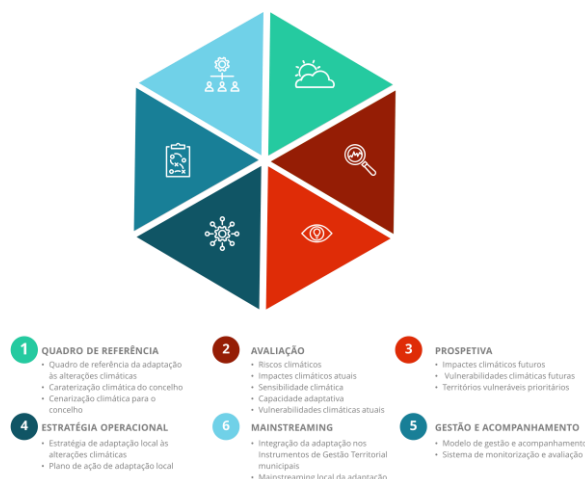 1 QUADRO DE REFERÊNCIA
• Quadro de referência da adaptação
às alterações climáticas
• Caraterização climática do concelho
• Cenarização climática para o
concelho
2 AVALIAÇÃO
• Riscos climáticos
• Impactes climáticos atuais
• Sensibilidade climática
• Capacidade adaptativa
• Vulnerabilidades climáticas atuais
3 PROSPETIVA
• Impactes climáticos futuros
• Vulnerabilidades climáticas futuras
• Territórios vulneráveis prioritários
4 ESTRATÉGIA OPERACIONAL
• Estratégia de adaptação local às
alterações climáticas
• Plano de ação de adaptação local
6 MAINSTREAMING
• Integração da adaptação nos
Instrumentos de Gestão Territorial
municipais
• Mainstreaming local da adaptação
5 GESTÃO E ACOMPANHAMENTO
• Modelo de gestão e acompanhamento
• Sistema de monitorização e avaliação